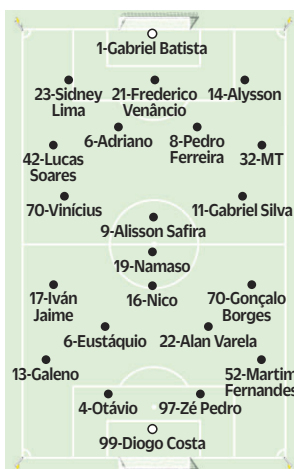 1-Gabriel Batista
23-Sidney
Lima
21-Frederico
Venâncio
14-Alysson
6-Adriano
8-Pedro
Ferreira
42-Lucas
Soares
32-MT
70-Vinícius
11-Gabriel Silva
9-Alisson Safira
19-Namaso
17-Iván
Jaime
16-Nico
70-Gonçalo
Borges
6-Eustáquio
22-Alan Varela
13-Galeno
52-Martim
Fernandes
4-Otávio
97-Zé Pedro
99-Diogo Costa